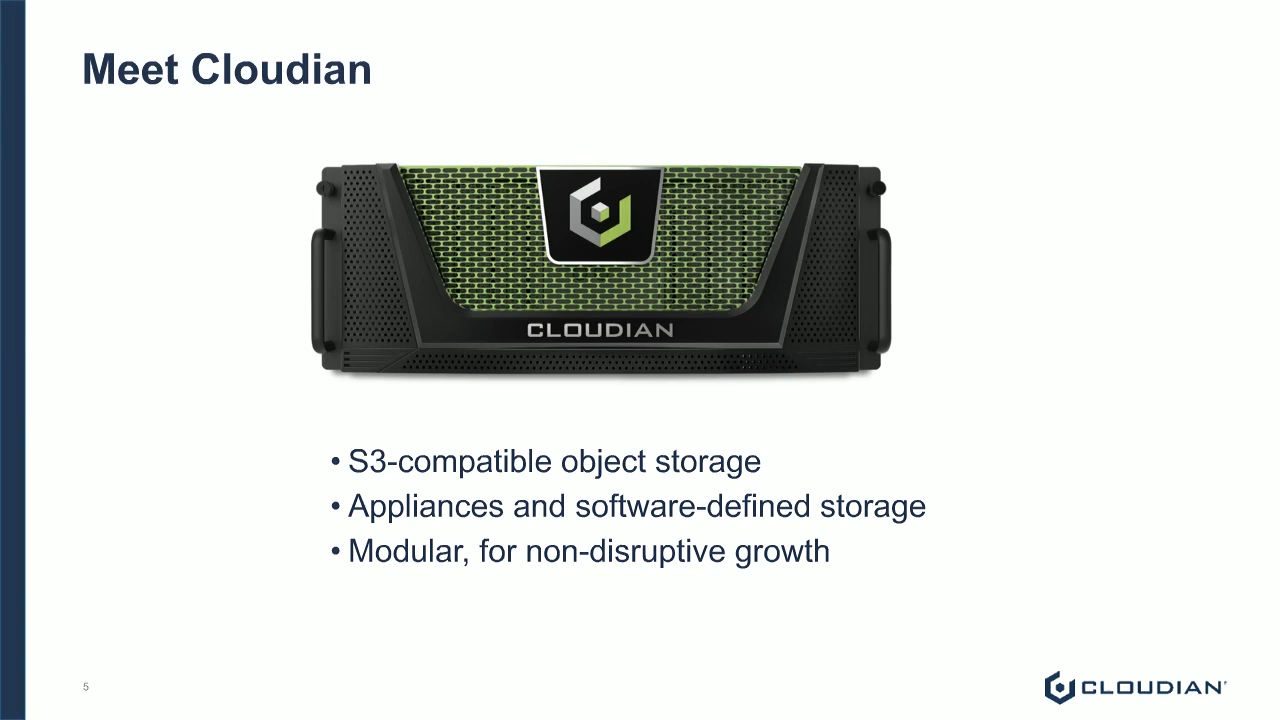 Meet Cloudian
CLOUDIAN
• S3-compatible object storage
• Appliances and software-defined storage
• Modular, for non-disruptive growth
5
CLOUDIAN